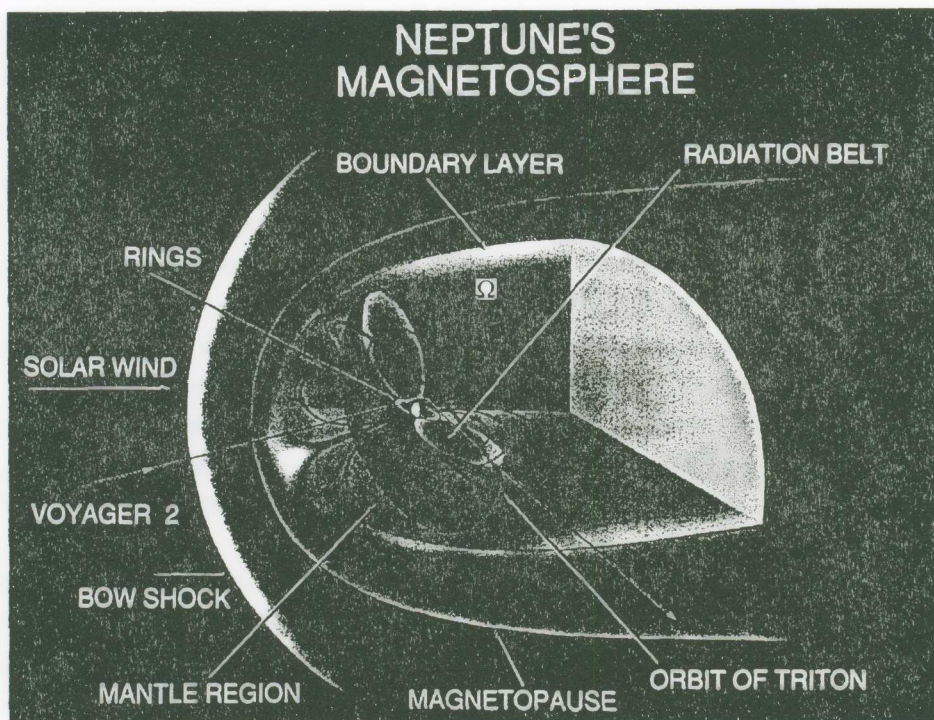 NEPTUNE'S
MAGNETOSPHERE
BOUNDARY LAYER
RADIATION BELT
RINGS
Ω
SOLAR WIND
VOYAGER 2
BOW SHOCK
MANTLE REGION
MAGNETOPAUSE
ORBIT OF TRITON